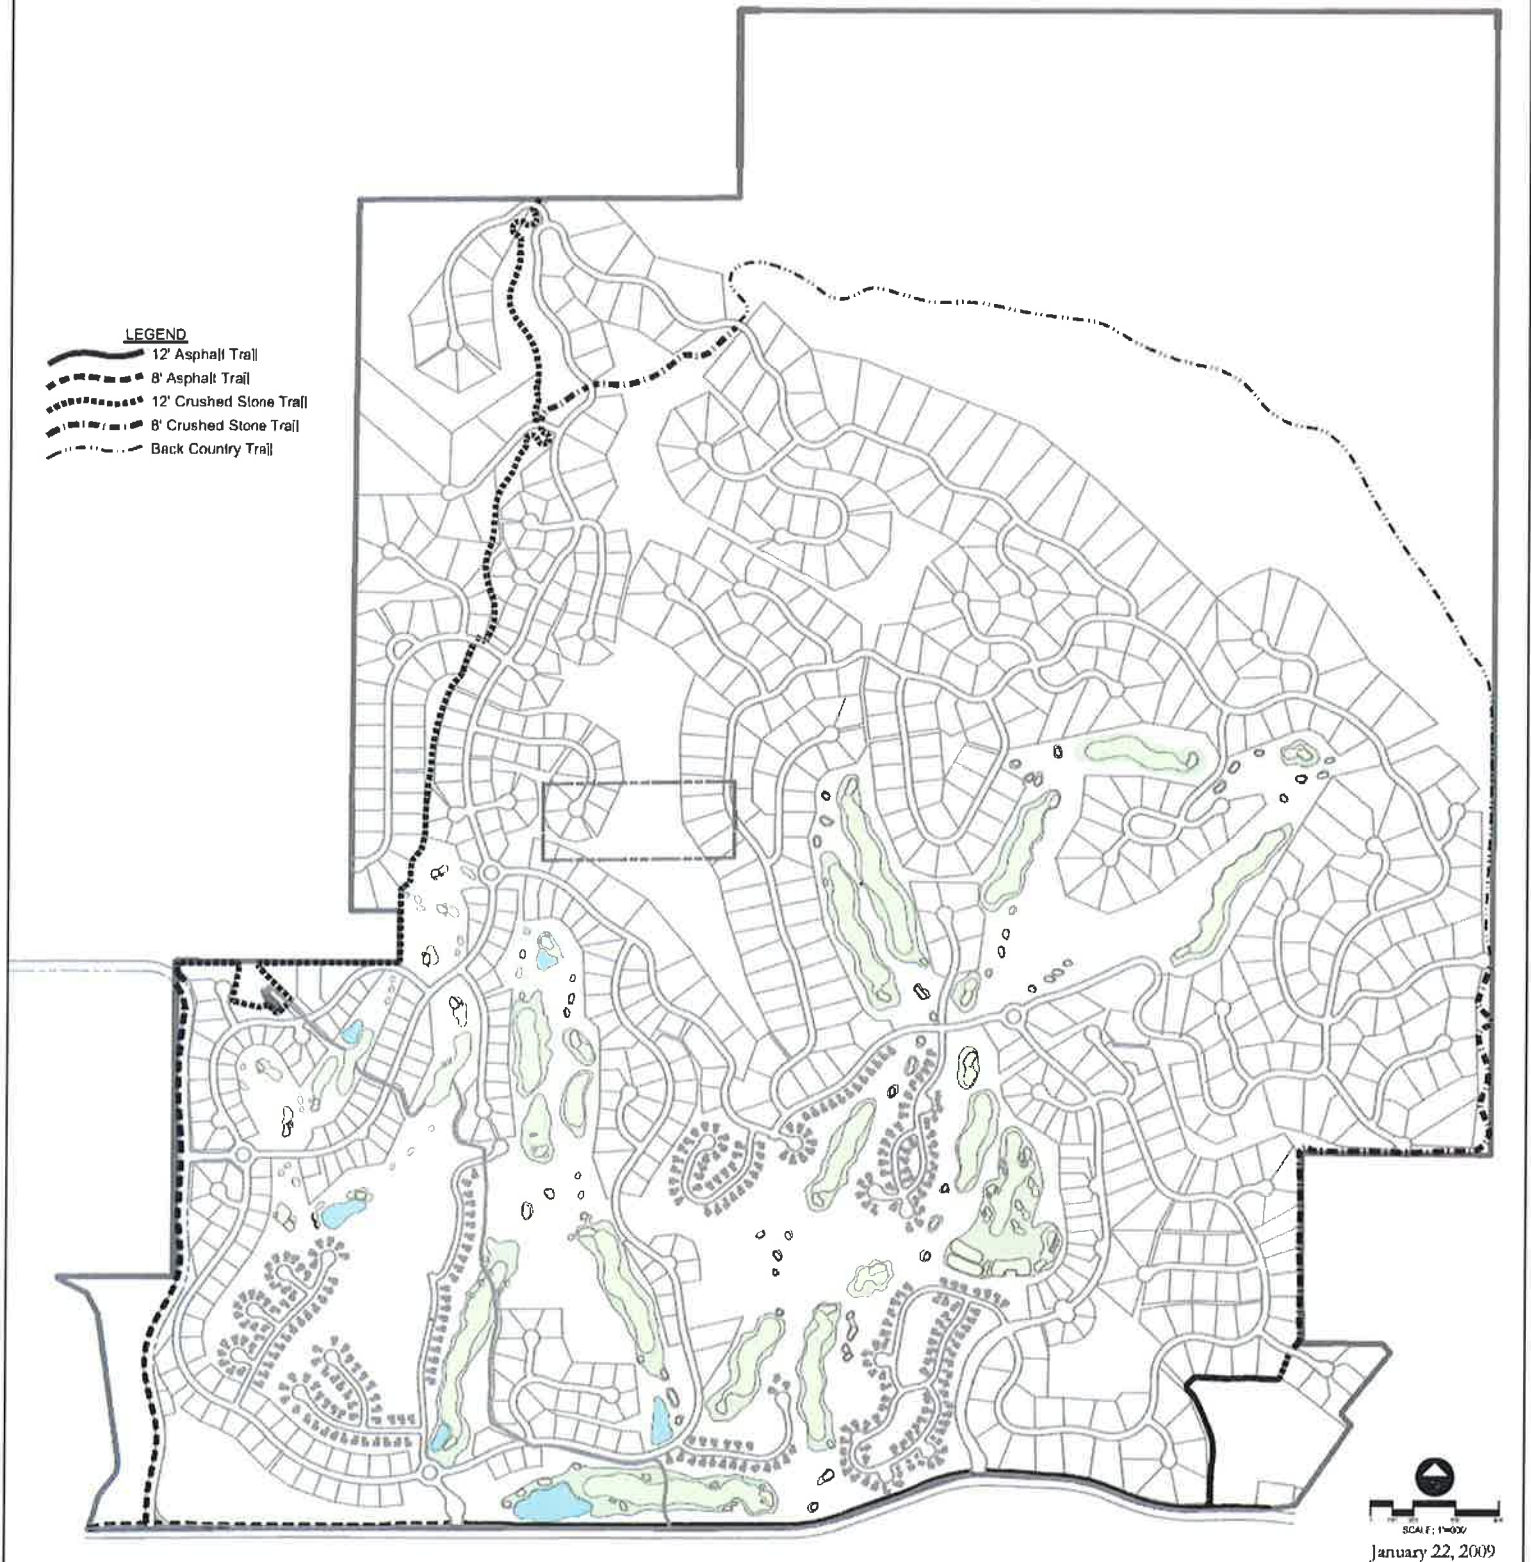 LEGEND
12' Asphalt Trail
8' Asphalt Trail
12' Crushed Stone Trail
8' Crushed Stone Trail
Back Country Trail
SCALE:
January 22, 2009